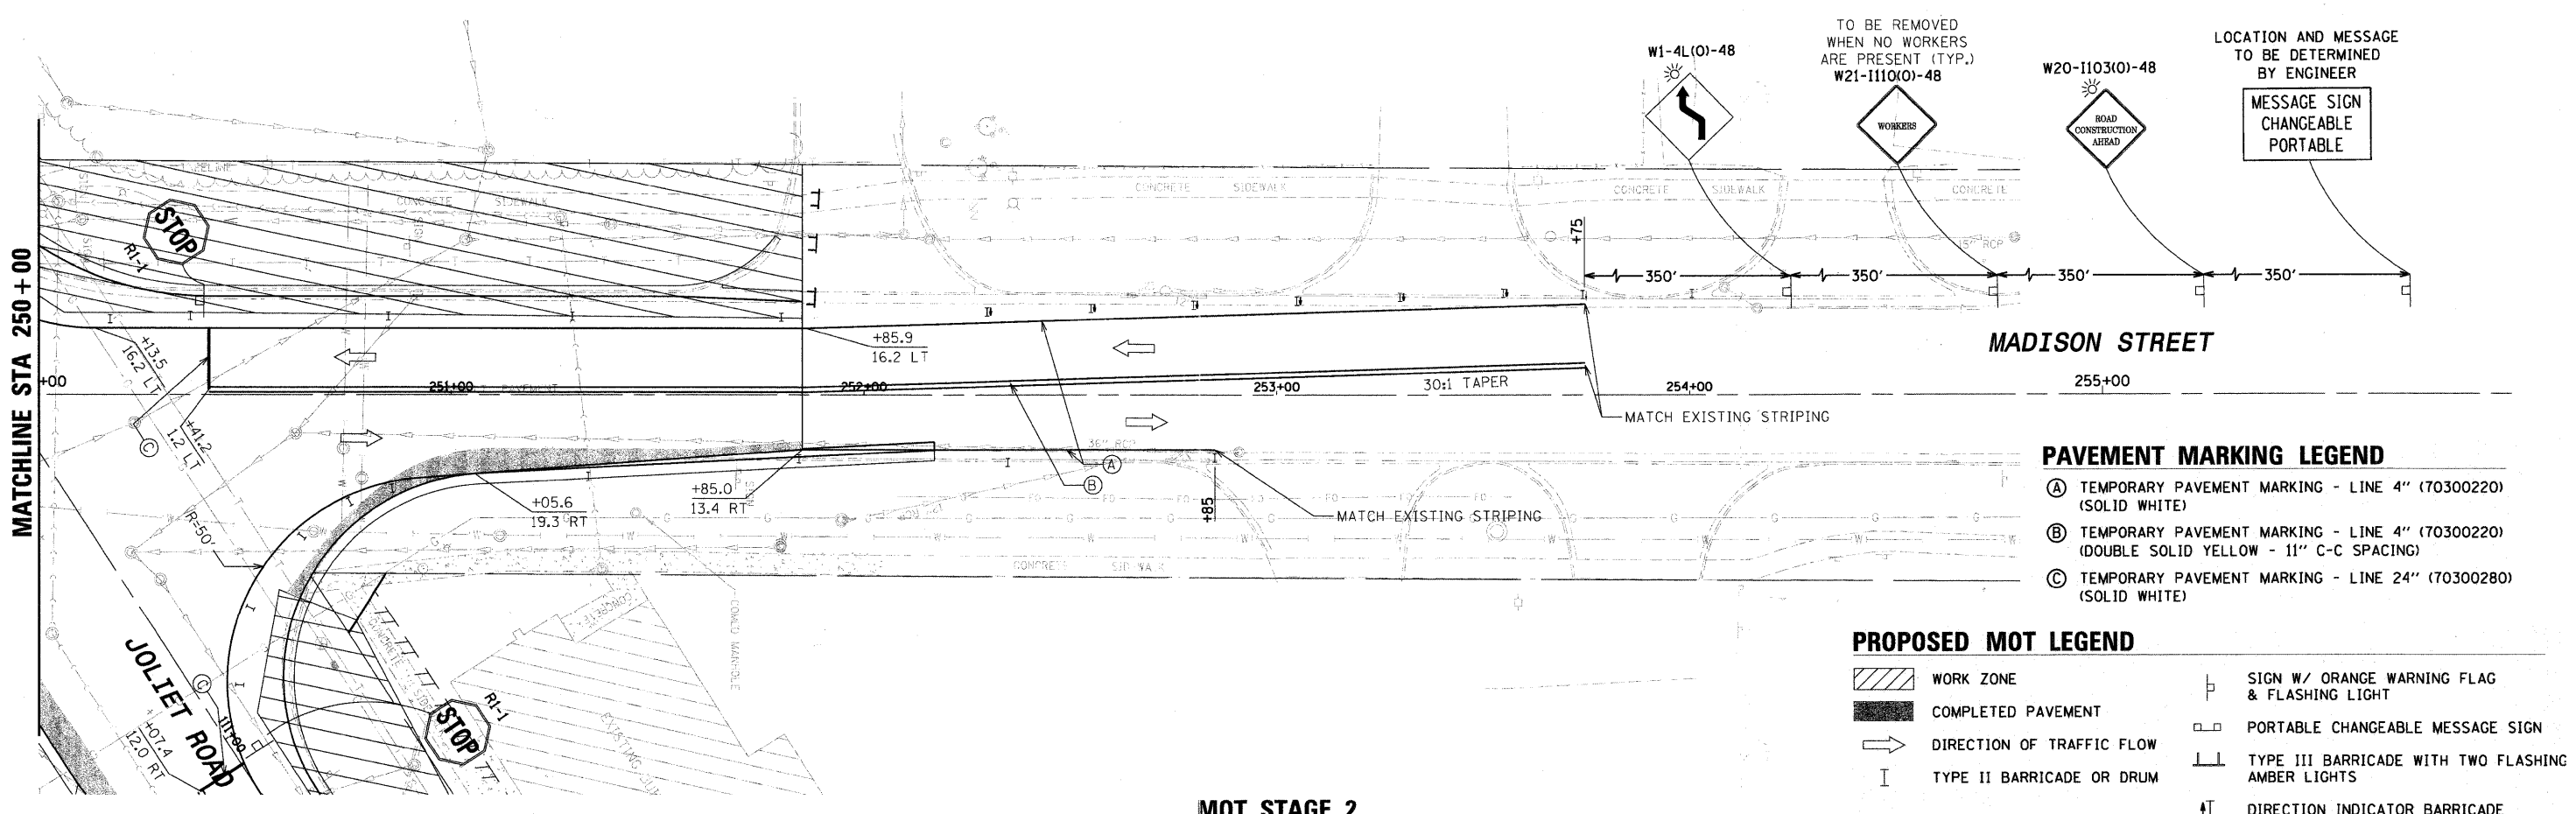 TO BE REMOVED
WHEN NO WORKERS
ARE PRESENT (TYP.)
W21-I110(O)-48
W1-4L(O)-48
W20-I103(O)-48
LOCATION AND MESSAGE
TO BE DETERMINED
BY ENGINEER
MESSAGE SIGN
CHANGEABLE
PORTABLE
WORKERS
ROAD
CONSTRUCTION
AHEAD
CONCRETE SIDEWALK
CONCRETE SIDEWALK
CONCRETE SIDEWALK
CONCRETE
STOP
R1-1
+75
15" RCP
350'
350'
350'
350'
MATCHLINE STA 250+00
MADISON STREET
+13.5
16.2 LT
+85.9
16.2 LT
+00
251+00
PAVEMENT
252+00
253+00
30:1 TAPER
254+00
255+00
MATCH EXISTING STRIPING
+41.2
1.2 LT
C
36" RCP
A
B
+05.6
19.3 RT
+85.0
13.4 RT
+85
MATCH EXISTING STRIPING
R-50'
CONCRETE
PAVEMENT MARKING LEGEND
A TEMPORARY PAVEMENT MARKING - LINE 4" (70300220)
(SOLID WHITE)
B TEMPORARY PAVEMENT MARKING - LINE 4" (70300220)
(DOUBLE SOLID YELLOW - 11" C-C SPACING)
C TEMPORARY PAVEMENT MARKING - LINE 24" (70300280)
(SOLID WHITE)
JOLIET ROAD
C
111+00
+07.4
12.0 RT
STOP
R1-1
PROPOSED MOT LEGEND
WORK ZONE
COMPLETED PAVEMENT
DIRECTION OF TRAFFIC FLOW
TYPE II BARRICADE OR DRUM
SIGN W/ ORANGE WARNING FLAG
& FLASHING LIGHT
PORTABLE CHANGEABLE MESSAGE SIGN
TYPE III BARRICADE WITH TWO FLASHING
AMBER LIGHTS
DIRECTION INDICATOR BARRICADE
MOT STAGE 2